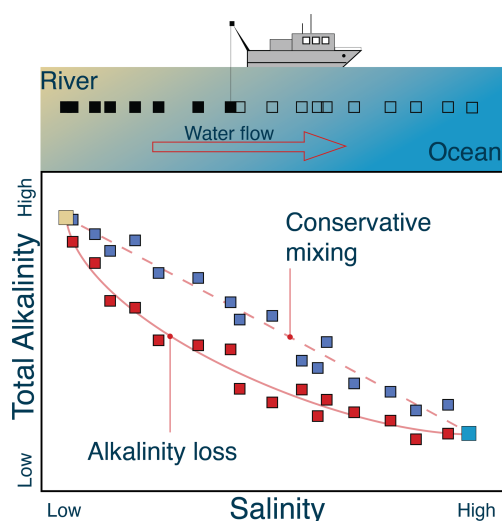 River
Water flow
Ocean
High
Total Alkalinity
Low
Conservative
mixing
Alkalinity loss
Low
Salinity
High